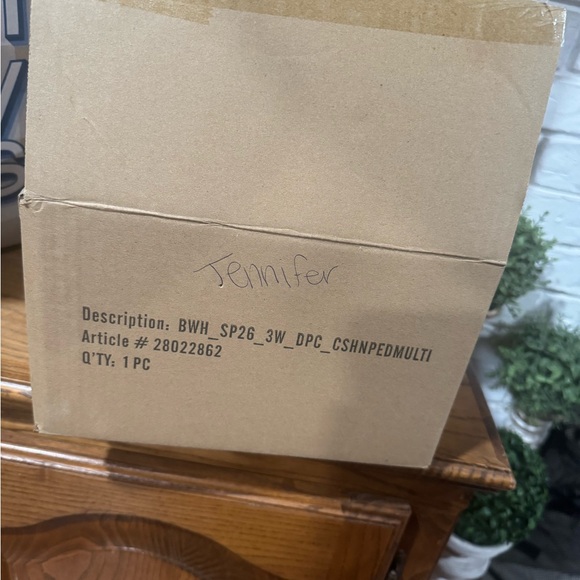 Jennifer
Description: BWH_SP26_3W_DPC_CSHNPEDMULTI
Article # 28022862
Q'TY: 1 PC